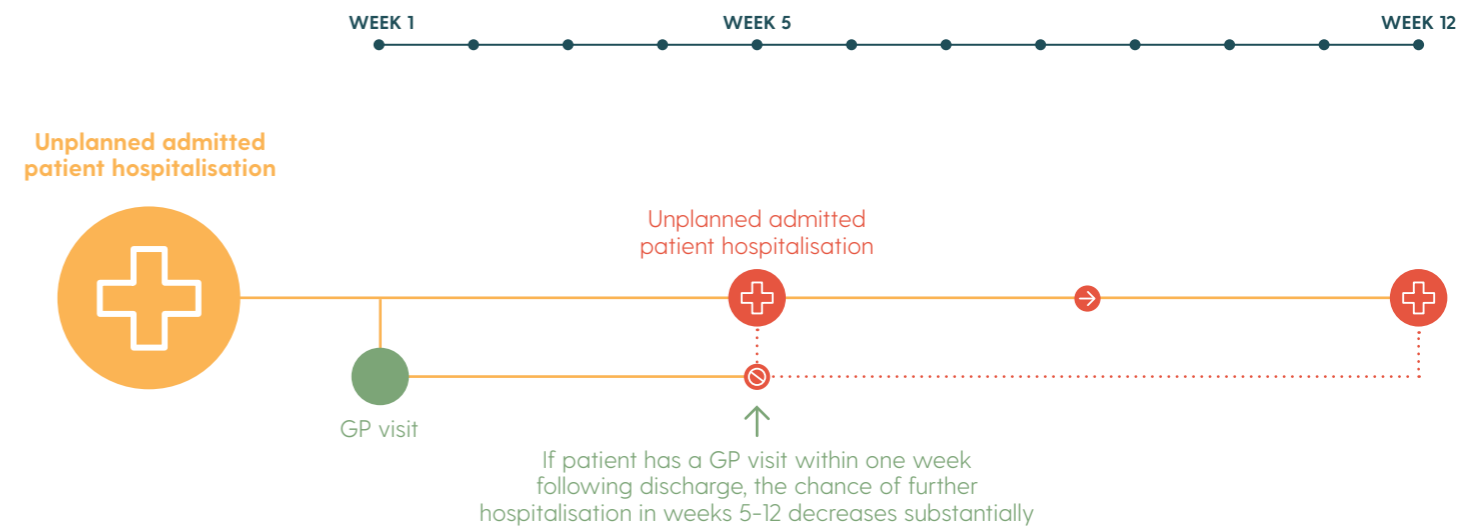 WEEK 1
WEEK 5
WEEK 12
Unplanned admitted
patient hospitalisation
Unplanned admitted
patient hospitalisation
GP visit
If patient has a GP visit within one week
following discharge, the chance of further
hospitalisation in weeks 5-12 decreases substantially